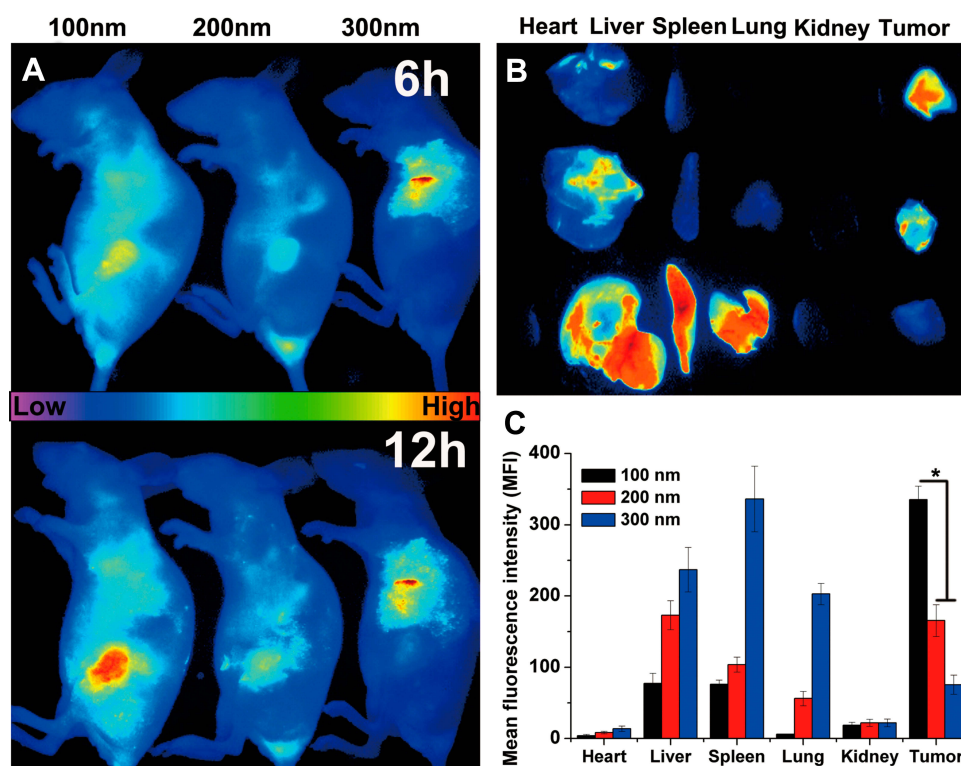 100nm 200nm 300nm
A
6h
Low High
12h
Heart Liver Spleen Lung Kidney Tumor
B
C
Mean fluorescence intensity (MFI)
400
300
200
100
0
100 nm
200 nm
300 nm
*
Heart Liver Spleen Lung Kidney Tumor